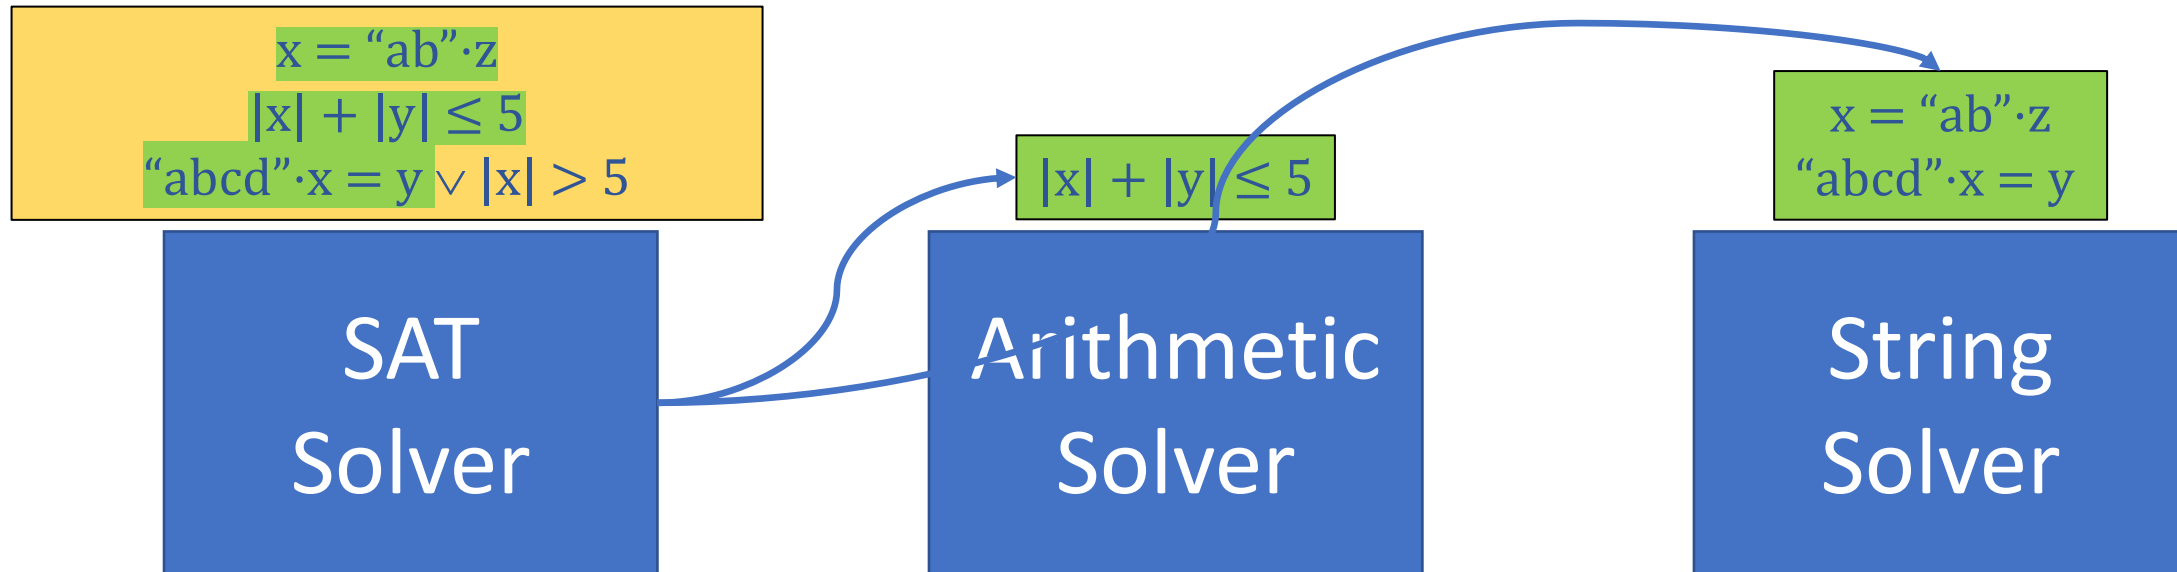 x = “ab”·z
|x| + |y| ≤ 5
“abcd”·x = y ∨ |x| > 5
|x| + |y| ≤ 5
x = “ab”·z
“abcd”·x = y
SAT
Solver
Arithmetic
Solver
String
Solver